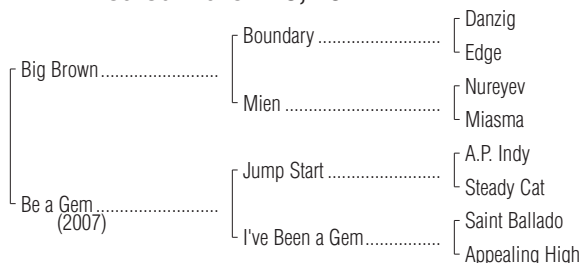 Danzig
Boundary ..................................
Edge
Big Brown ..................................
Nureyev
Mien ..........................................
Miasma
A.P. Indy
Jump Start ..............................
Steady Cat
Be a Gem ..................................
(2007)
Saint Ballado
I've Been a Gem.....................
Appealing High